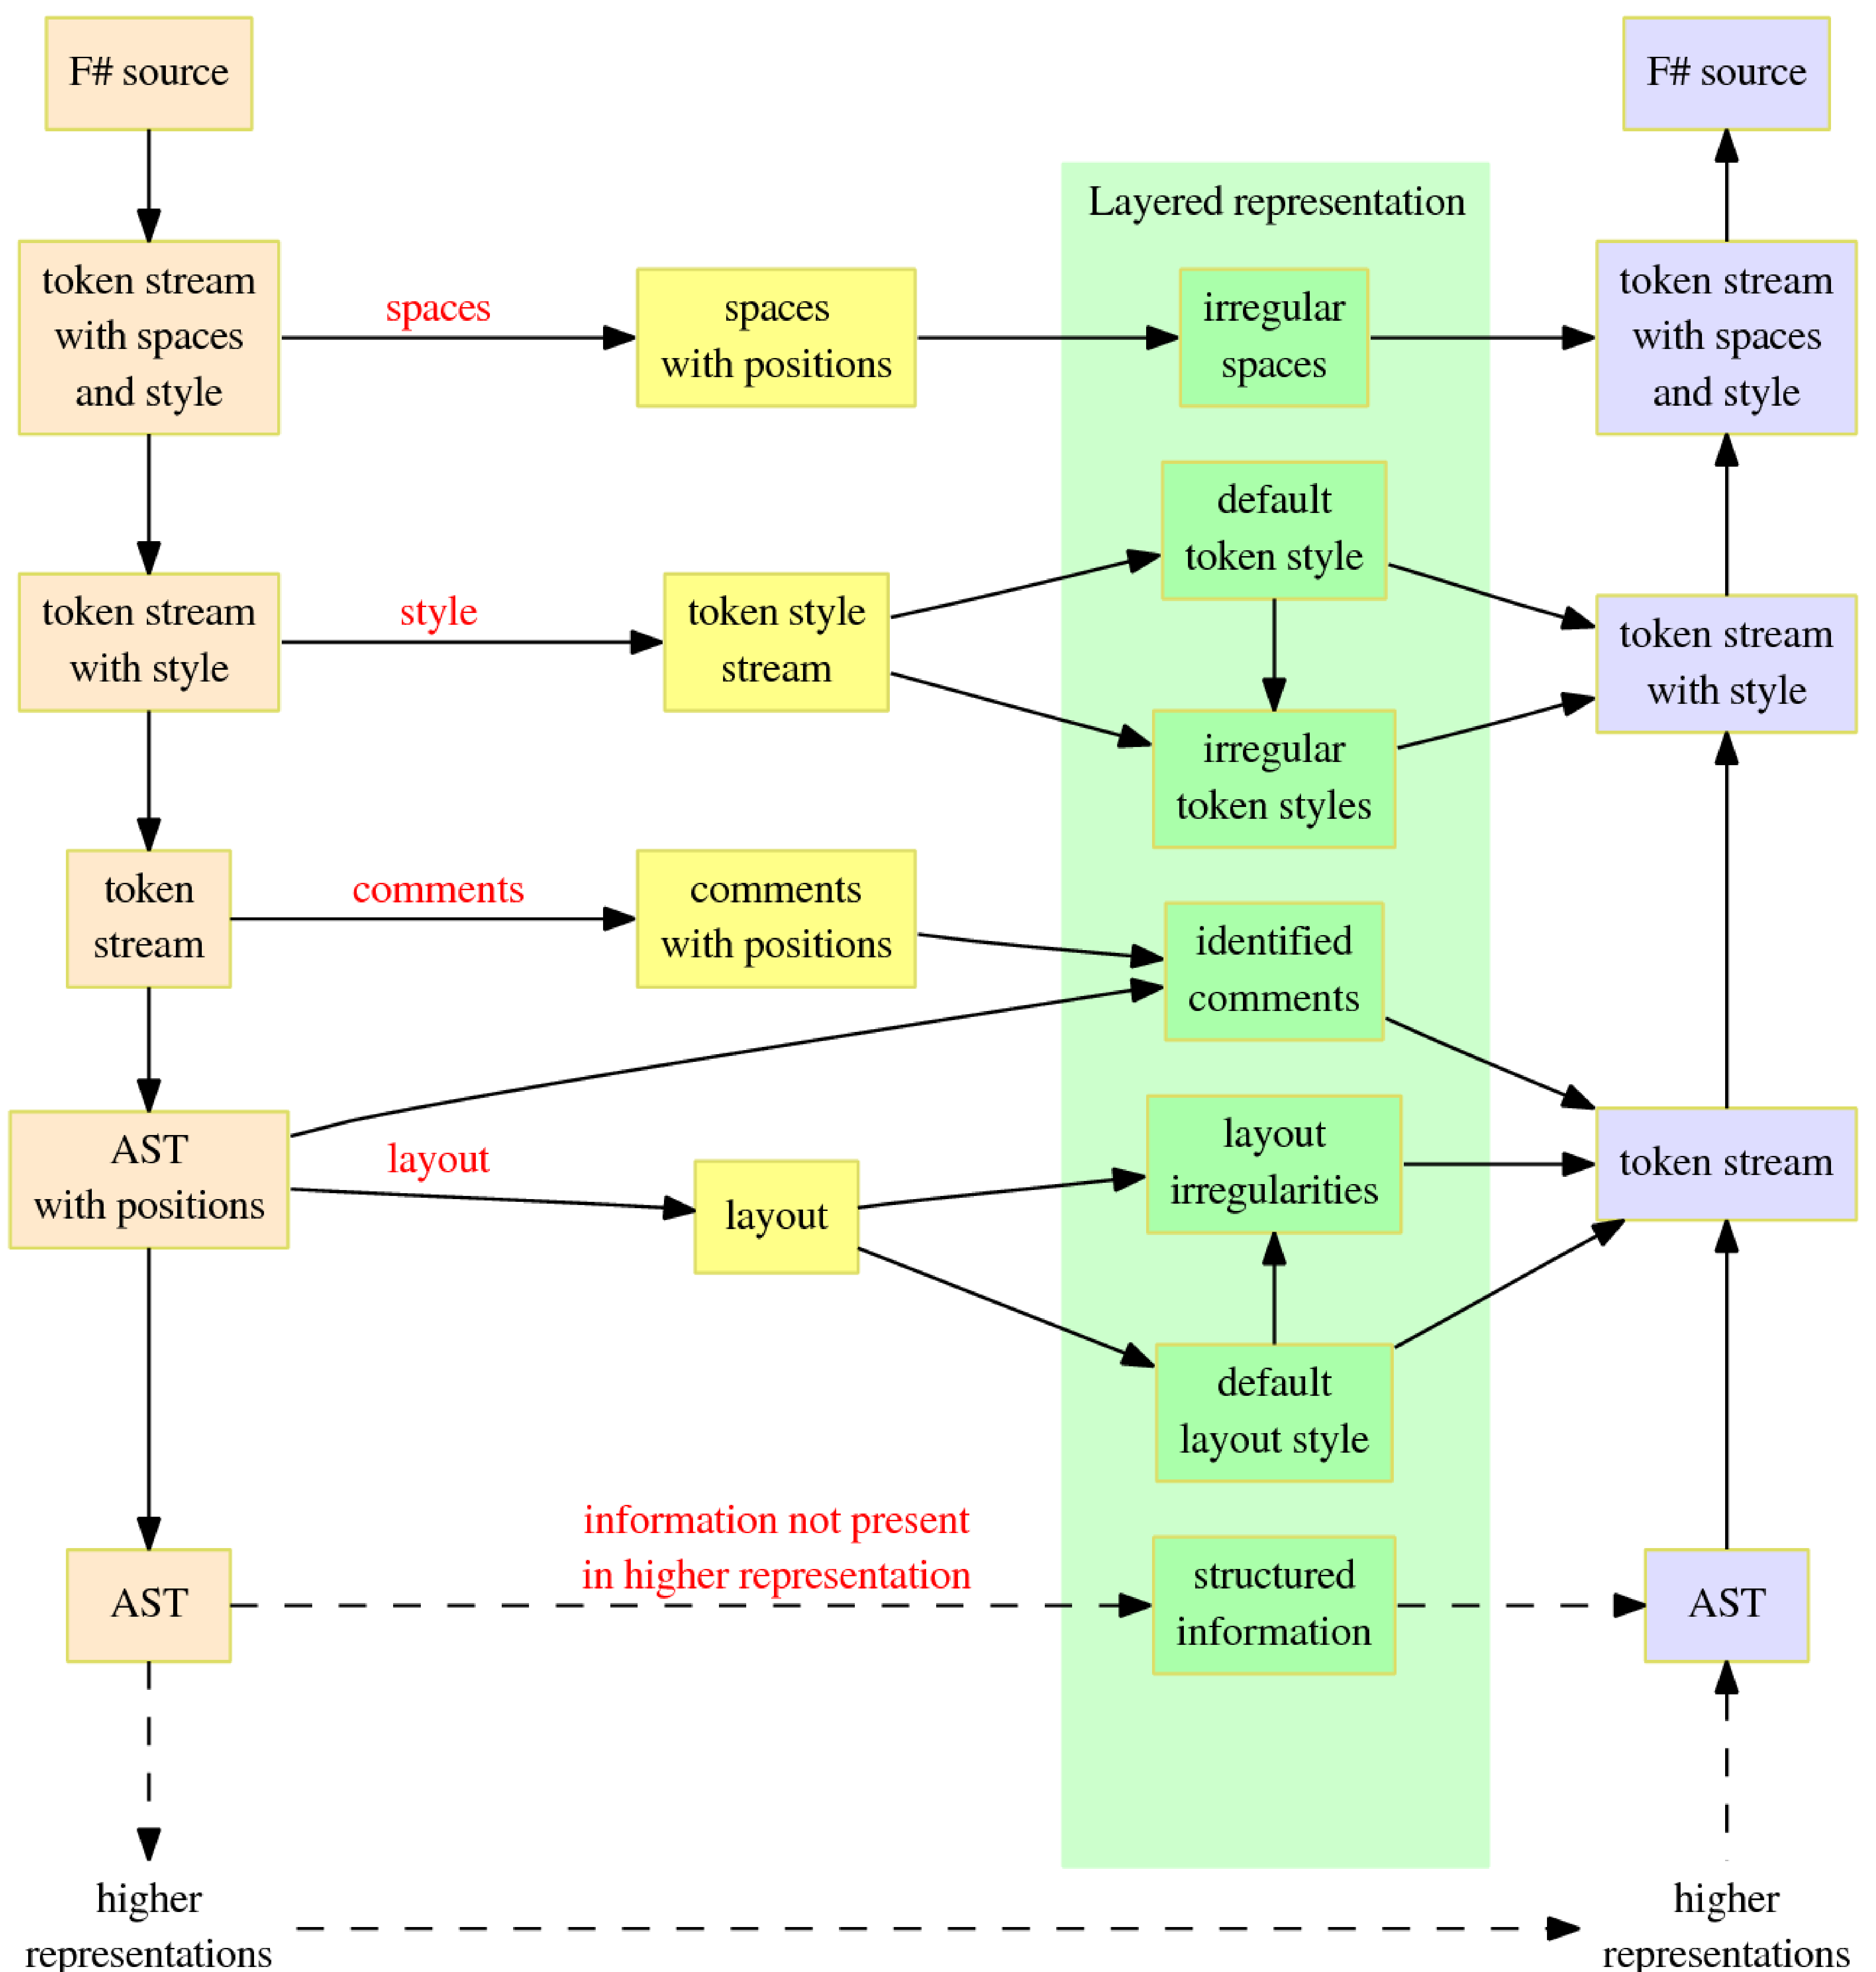 F# source
F# source
Layered representation
token stream
with spaces
and style
spaces
spaces
with positions
irregular
spaces
token stream
with spaces
and style
default
token style
token stream
with style
style
token style
stream
token stream
with style
irregular
token styles
token
stream
comments
comments
with positions
identified
comments
AST
with positions
layout
layout
layout
irregularities
token stream
default
layout style
information not present
in higher representation
AST
structured
information
AST
higher
representations
higher
representations